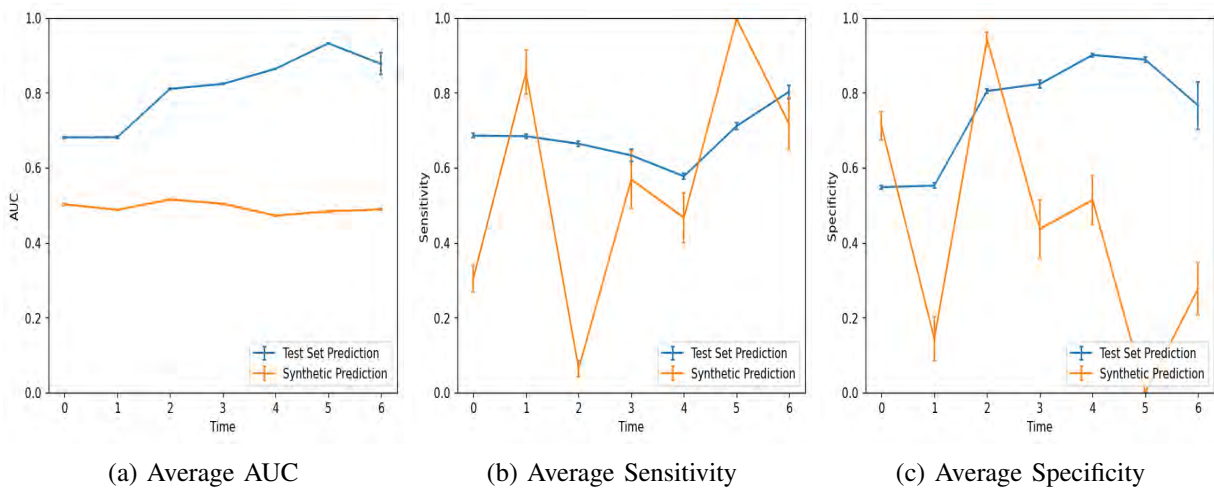 1.0
0.8
0.6
0.4
0.2
0.0
AUC
0 1 2 3 4 5 6
Time
Test Set Prediction
Synthetic Prediction
(a) Average AUC
1.0
0.8
0.6
0.4
0.2
0.0
Sensitivity
0 1 2 3 4 5 6
Time
Test Set Prediction
Synthetic Prediction
(b) Average Sensitivity
1.0
0.8
0.6
0.4
0.2
0.0
Specificity
0 1 2 3 4 5 6
Time
Test Set Prediction
Synthetic Prediction
(c) Average Specificity